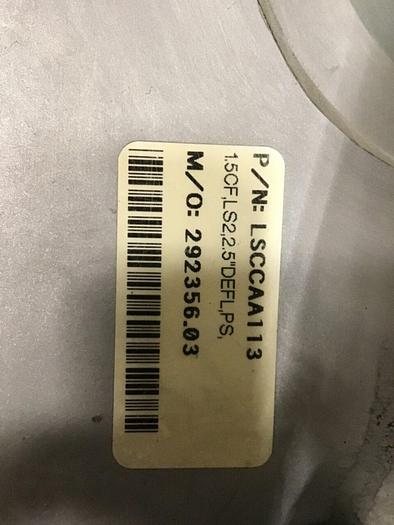 P/N: LSCCAA113
1.5CF,LS2,2.5"DEFL,PS,
M/O: 292356.03